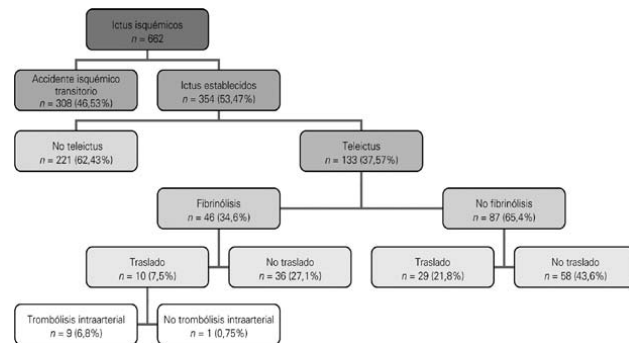 Ictus isquémicos
n = 662
Accidente isquémico
transitorio
n = 308 (46,53%)
Ictus establecidos
n = 354 (53,47%)
No teleictus
n = 221 (62,43%)
Teleictus
n = 133 (37,57%)
Fibrinólisis
n = 46 (34,6%)
No fibrinólisis
n = 87 (65,4%)
Traslado
n = 10 (7,5%)
No traslado
n = 36 (27,1%)
Traslado
n = 29 (21,8%)
No traslado
n = 58 (43,6%)
Trombólisis intraarterial
n = 9 (6,8%)
No trombólisis intraarterial
n = 1 (0,75%)